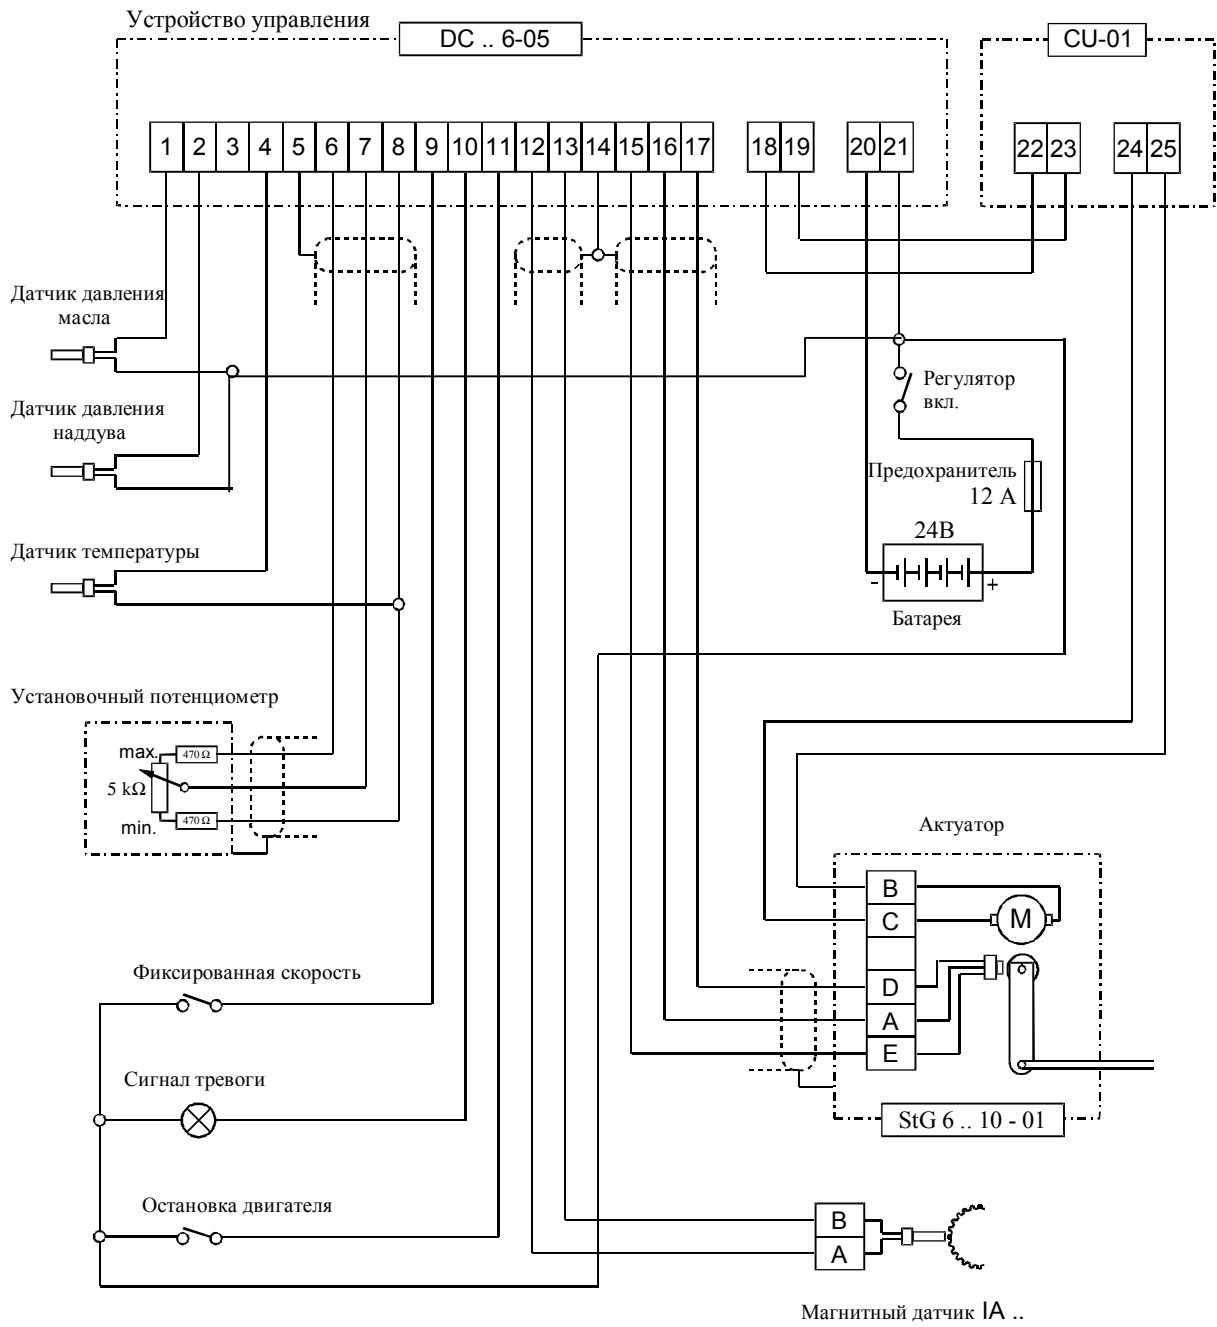 Устройство управления
DC .. 6-05
CU-01
1 2 3 4 5 6 7 8 9 10 11 12 13 14 15 16 17 18 19 20 21 22 23 24 25
Датчик давления
масла
Регулятор
вкл.
Датчик давления
наддува
Предохранитель
12 А
24В
- +
Батарея
Датчик температуры
Установочный потенциометр
max.
470 Ω
5 kΩ
min.
470 Ω
Актуатор
B
C
M
D
A
E
StG 6 .. 10 - 01
Фиксированная скорость
Сигнал тревоги
Остановка двигателя
B
A
Магнитный датчик IA ..